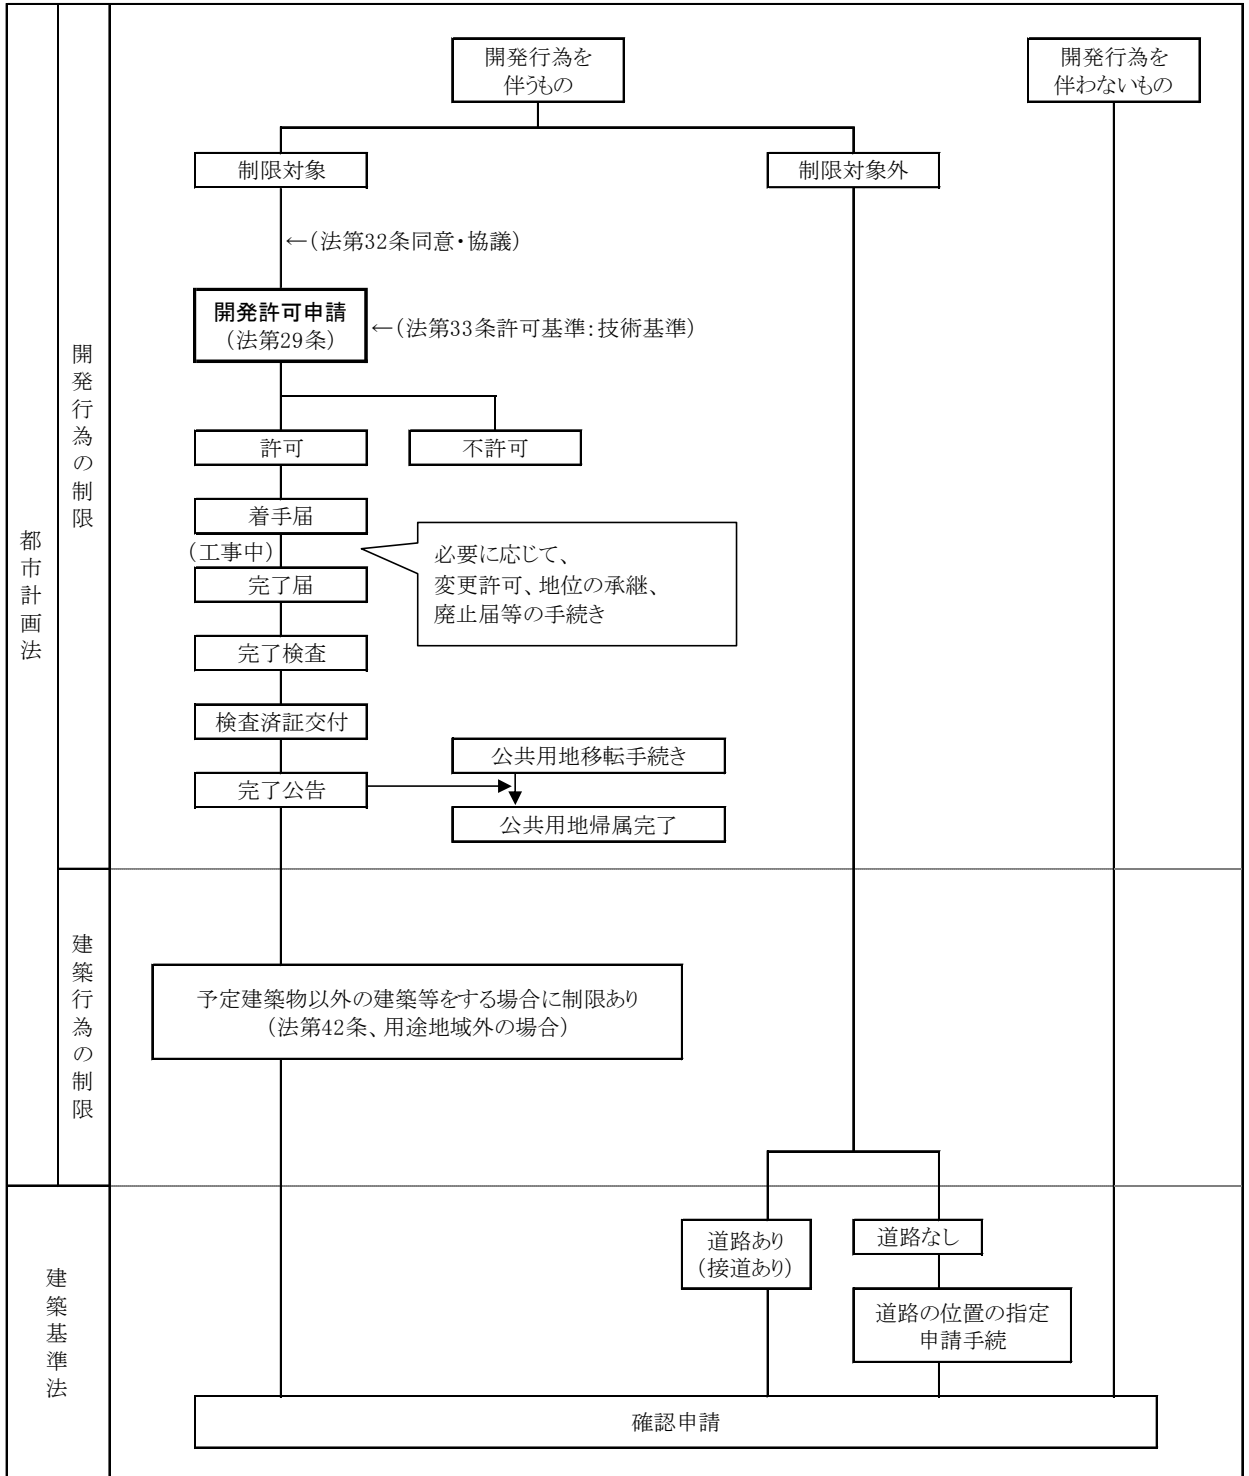 開発行為を
伴うもの
開発行為を
伴わないもの
制限対象
制限対象外
←(法第32条同意・協議)
開発許可申請
(法第29条)
←(法第33条許可基準:技術基準)
許可
不許可
着手届
(工事中)
必要に応じて、
変更許可、地位の承継、
廃止届等の手続き
完了届
完了検査
検査済証交付
公共用地移転手続き
完了公告
公共用地帰属完了
都市計画法
開発行為の制限
建築行為の制限
予定建築物以外の建築等をする場合に制限あり
(法第42条、用途地域外の場合)
建築基準法
道路あり
(接道あり)
道路なし
道路の位置の指定
申請手続
確認申請